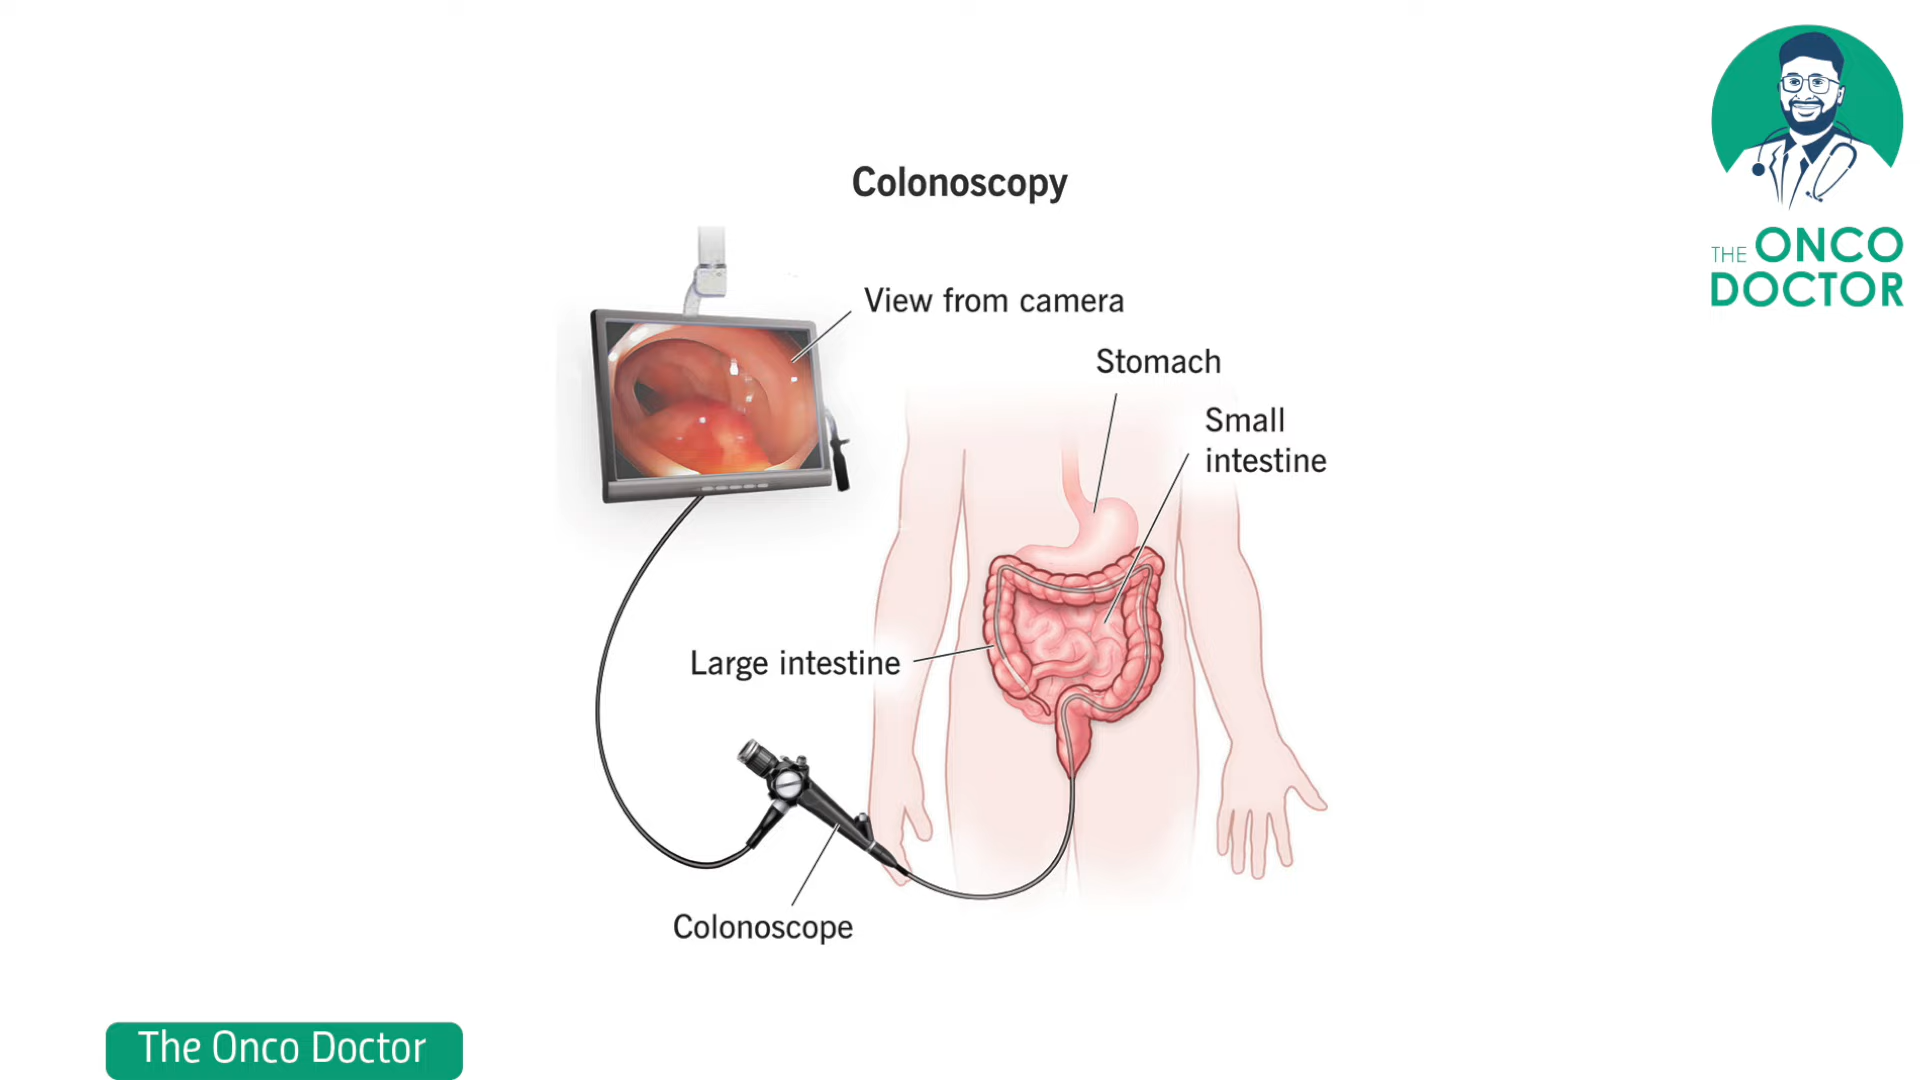 Colonoscopy
View from camera
Stomach
Small
intestine
Large intestine
Colonoscope
THE ONCO
DOCTOR
The Onco Doctor